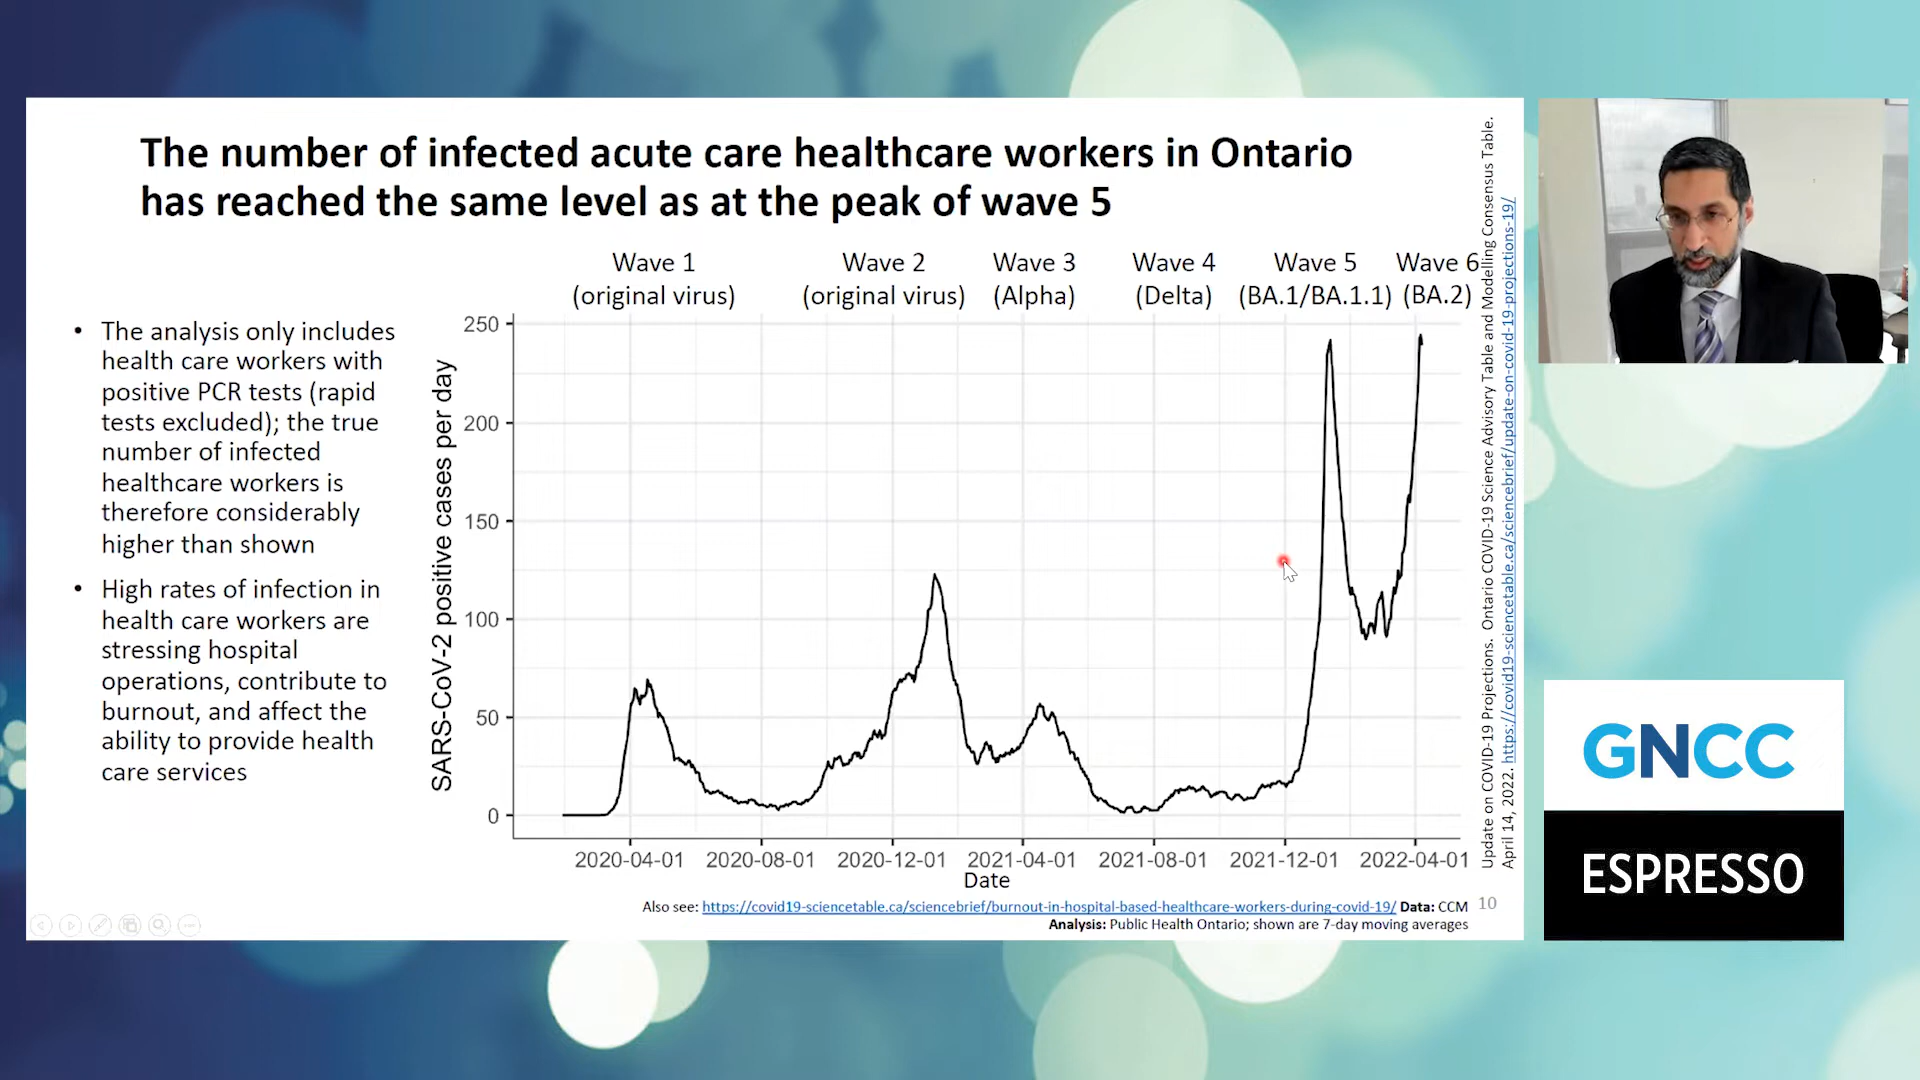 The number of infected acute care healthcare workers in Ontario
has reached the same level as at the peak of wave 5
• The analysis only includes
health care workers with
positive PCR tests (rapid
tests excluded); the true
number of infected
healthcare workers is
therefore considerably
higher than shown
• High rates of infection in
health care workers are
stressing hospital
operations, contribute to
burnout, and affect the
ability to provide health
care services
Wave 1
(original virus)
Wave 2
(original virus)
Wave 3
(Alpha)
Wave 4
(Delta)
Wave 5
(BA.1/BA.1.1)
Wave 6
(BA.2)
SARS-CoV-2 positive cases per day
250
200
150
100
50
0
2020-04-01 2020-08-01 2020-12-01 2021-04-01 2021-08-01 2021-12-01 2022-04-01
Date
Also see: https://covid19-sciencetable.ca/sciencebrief/burnout-in-hospital-based-healthcare-workers-during-covid-19/ Data: CCM
Analysis: Public Health Ontario; shown are 7-day moving averages
10
Update on COVID-19 Projections. Ontario COVID-19 Science Advisory Table and Modelling Consensus Table.
April 14, 2022. https://covid19-sciencetable.ca/sciencebrief/update-on-covid-19-projections-19/
GNCC
ESPRESSO